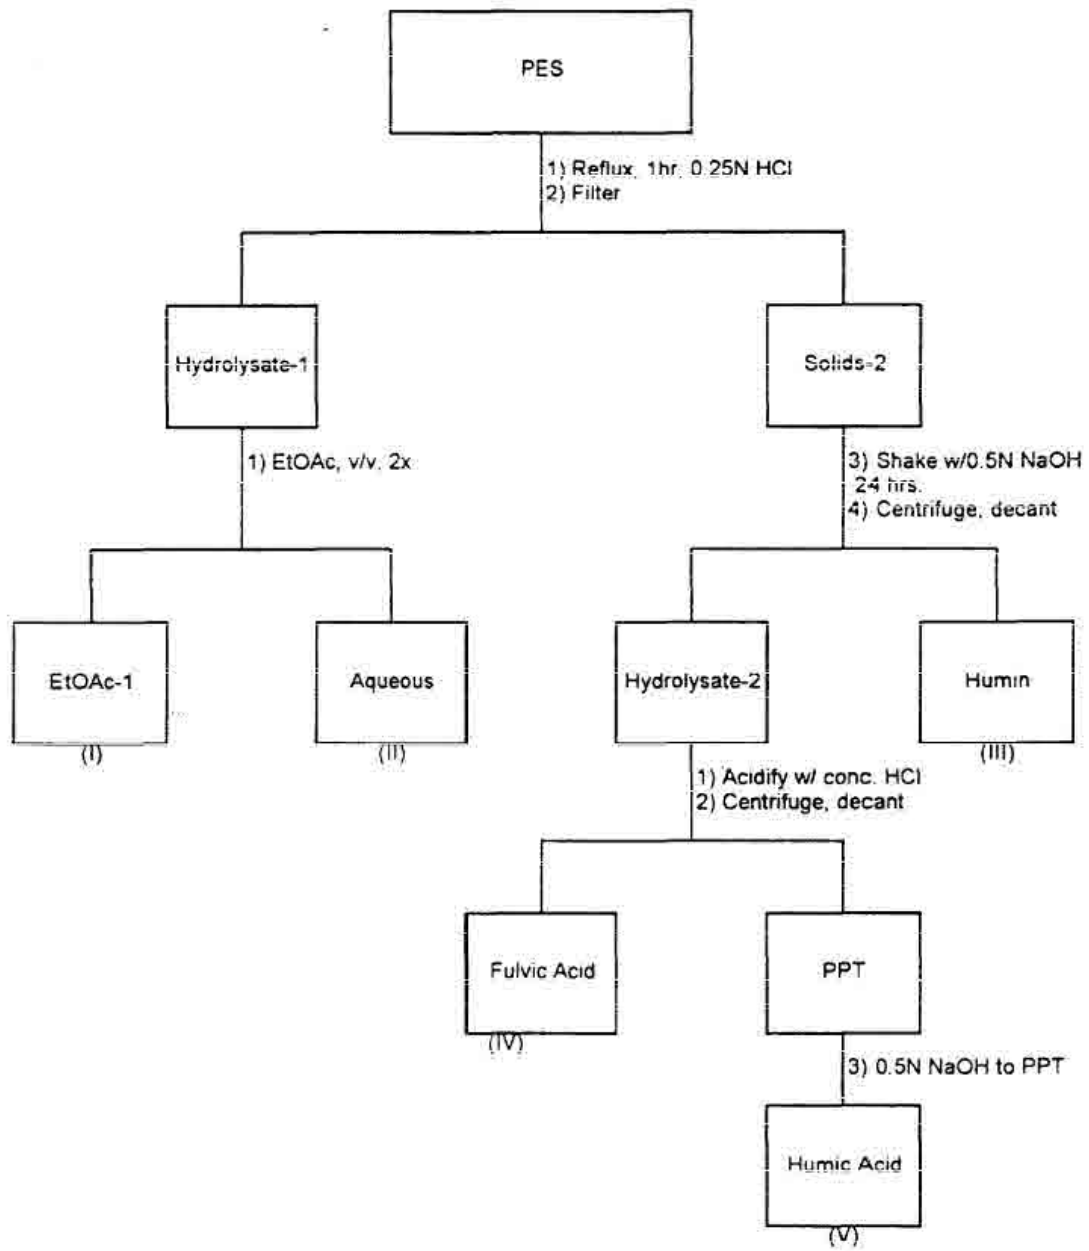 PES
1) Reflux, 1hr, 0.25N HCl
2) Filter
Hydrolysate-1
Solids-2
1) EtOAc, v/v, 2x
3) Shake w/0.5N NaOH
24 hrs.
4) Centrifuge, decant
EtOAc-1
Aqueous
Hydrolysate-2
Humin
(I)
(II)
(III)
1) Acidify w/ conc. HCl
2) Centrifuge, decant
Fulvic Acid
PPT
(IV)
3) 0.5N NaOH to PPT
Humic Acid
(V)